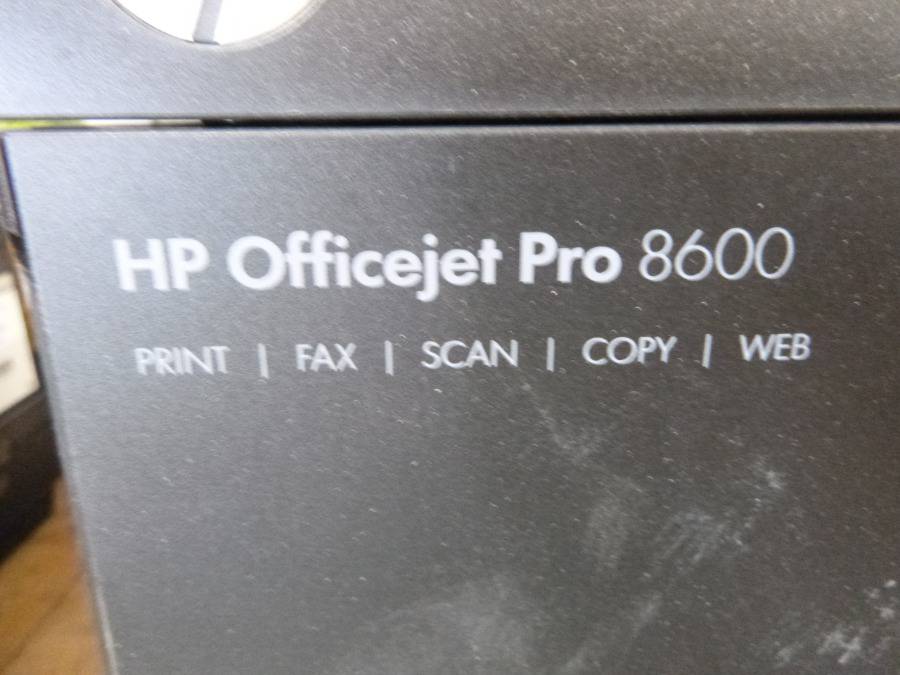 HP Officejet Pro 8600
PRINT | FAX | SCAN | COPY | WEB